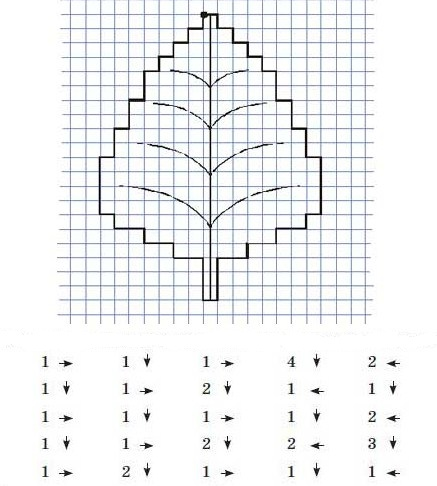 1 → 1 ↓ 1 → 4 ↓ 2 ←
1 ↓ 1 → 2 ↓ 1 ← 1 ↓
1 → 1 ↓ 1 → 1 ↓ 2 ←
1 ↓ 1 → 2 ↓ 2 ← 3 ↓
1 → 2 ↓ 1 → 1 ↓ 1 ←